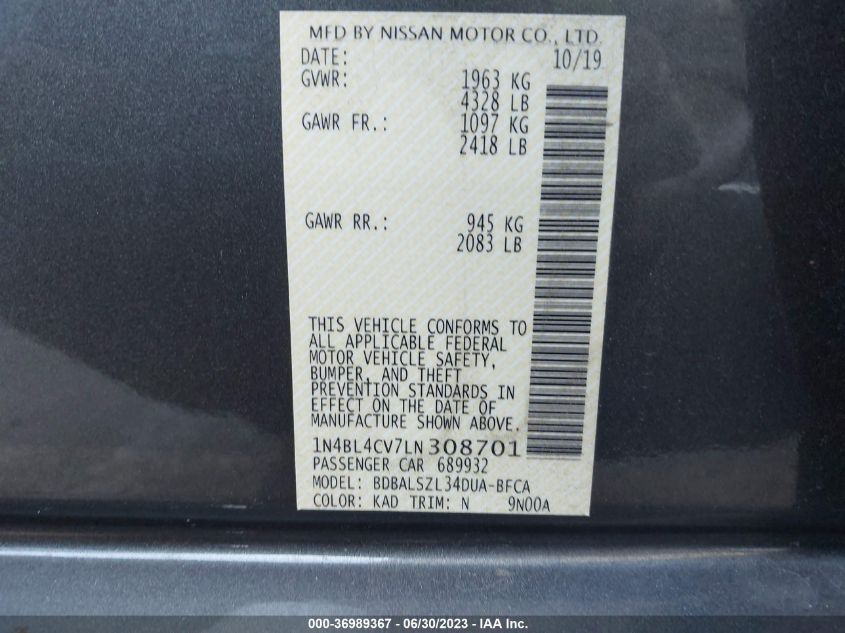 MFD BY NISSAN MOTOR CO., LTD.
DATE: 10/19
GVWR: 1963 KG
4328 LB
GAWR FR.: 1097 KG
2418 LB
GAWR RR.: 945 KG
2083 LB
THIS VEHICLE CONFORMS TO
ALL APPLICABLE FEDERAL
MOTOR VEHICLE SAFETY,
BUMPER, AND THEFT
PREVENTION STANDARDS IN
EFFECT ON THE DATE OF
MANUFACTURE SHOWN ABOVE.
1N4BL4CV7LN308701
PASSENGER CAR 689932
MODEL: BDBALSZL34DUA-BFCA
COLOR: KAD TRIM: N 9N00A
000-36989367 - 06/30/2023 - IAA Inc.